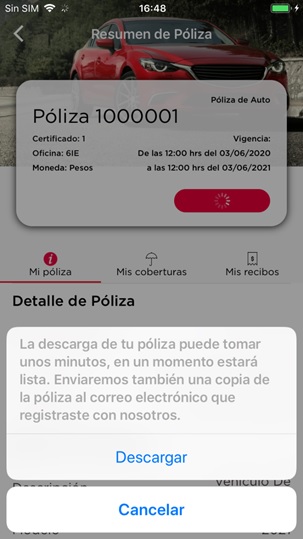 Sin SIM 16:48
Resumen de Póliza
Póliza de Auto
Póliza 1000001
Certificado: 1 Vigencia:
Oficina: 6IE De las 12:00 hrs del 03/06/2020
Moneda: Pesos a las 12:00 hrs del 03/06/2021
Mi póliza Mis coberturas Mis recibos
Detalle de Póliza
La descarga de tu póliza puede tomar
unos minutos, en un momento estará
lista. Enviaremos también una copia de
la póliza al correo electrónico que
registraste con nosotros.
Descargar
Descripción Vehículo De
Cancelar
Modelo 2021